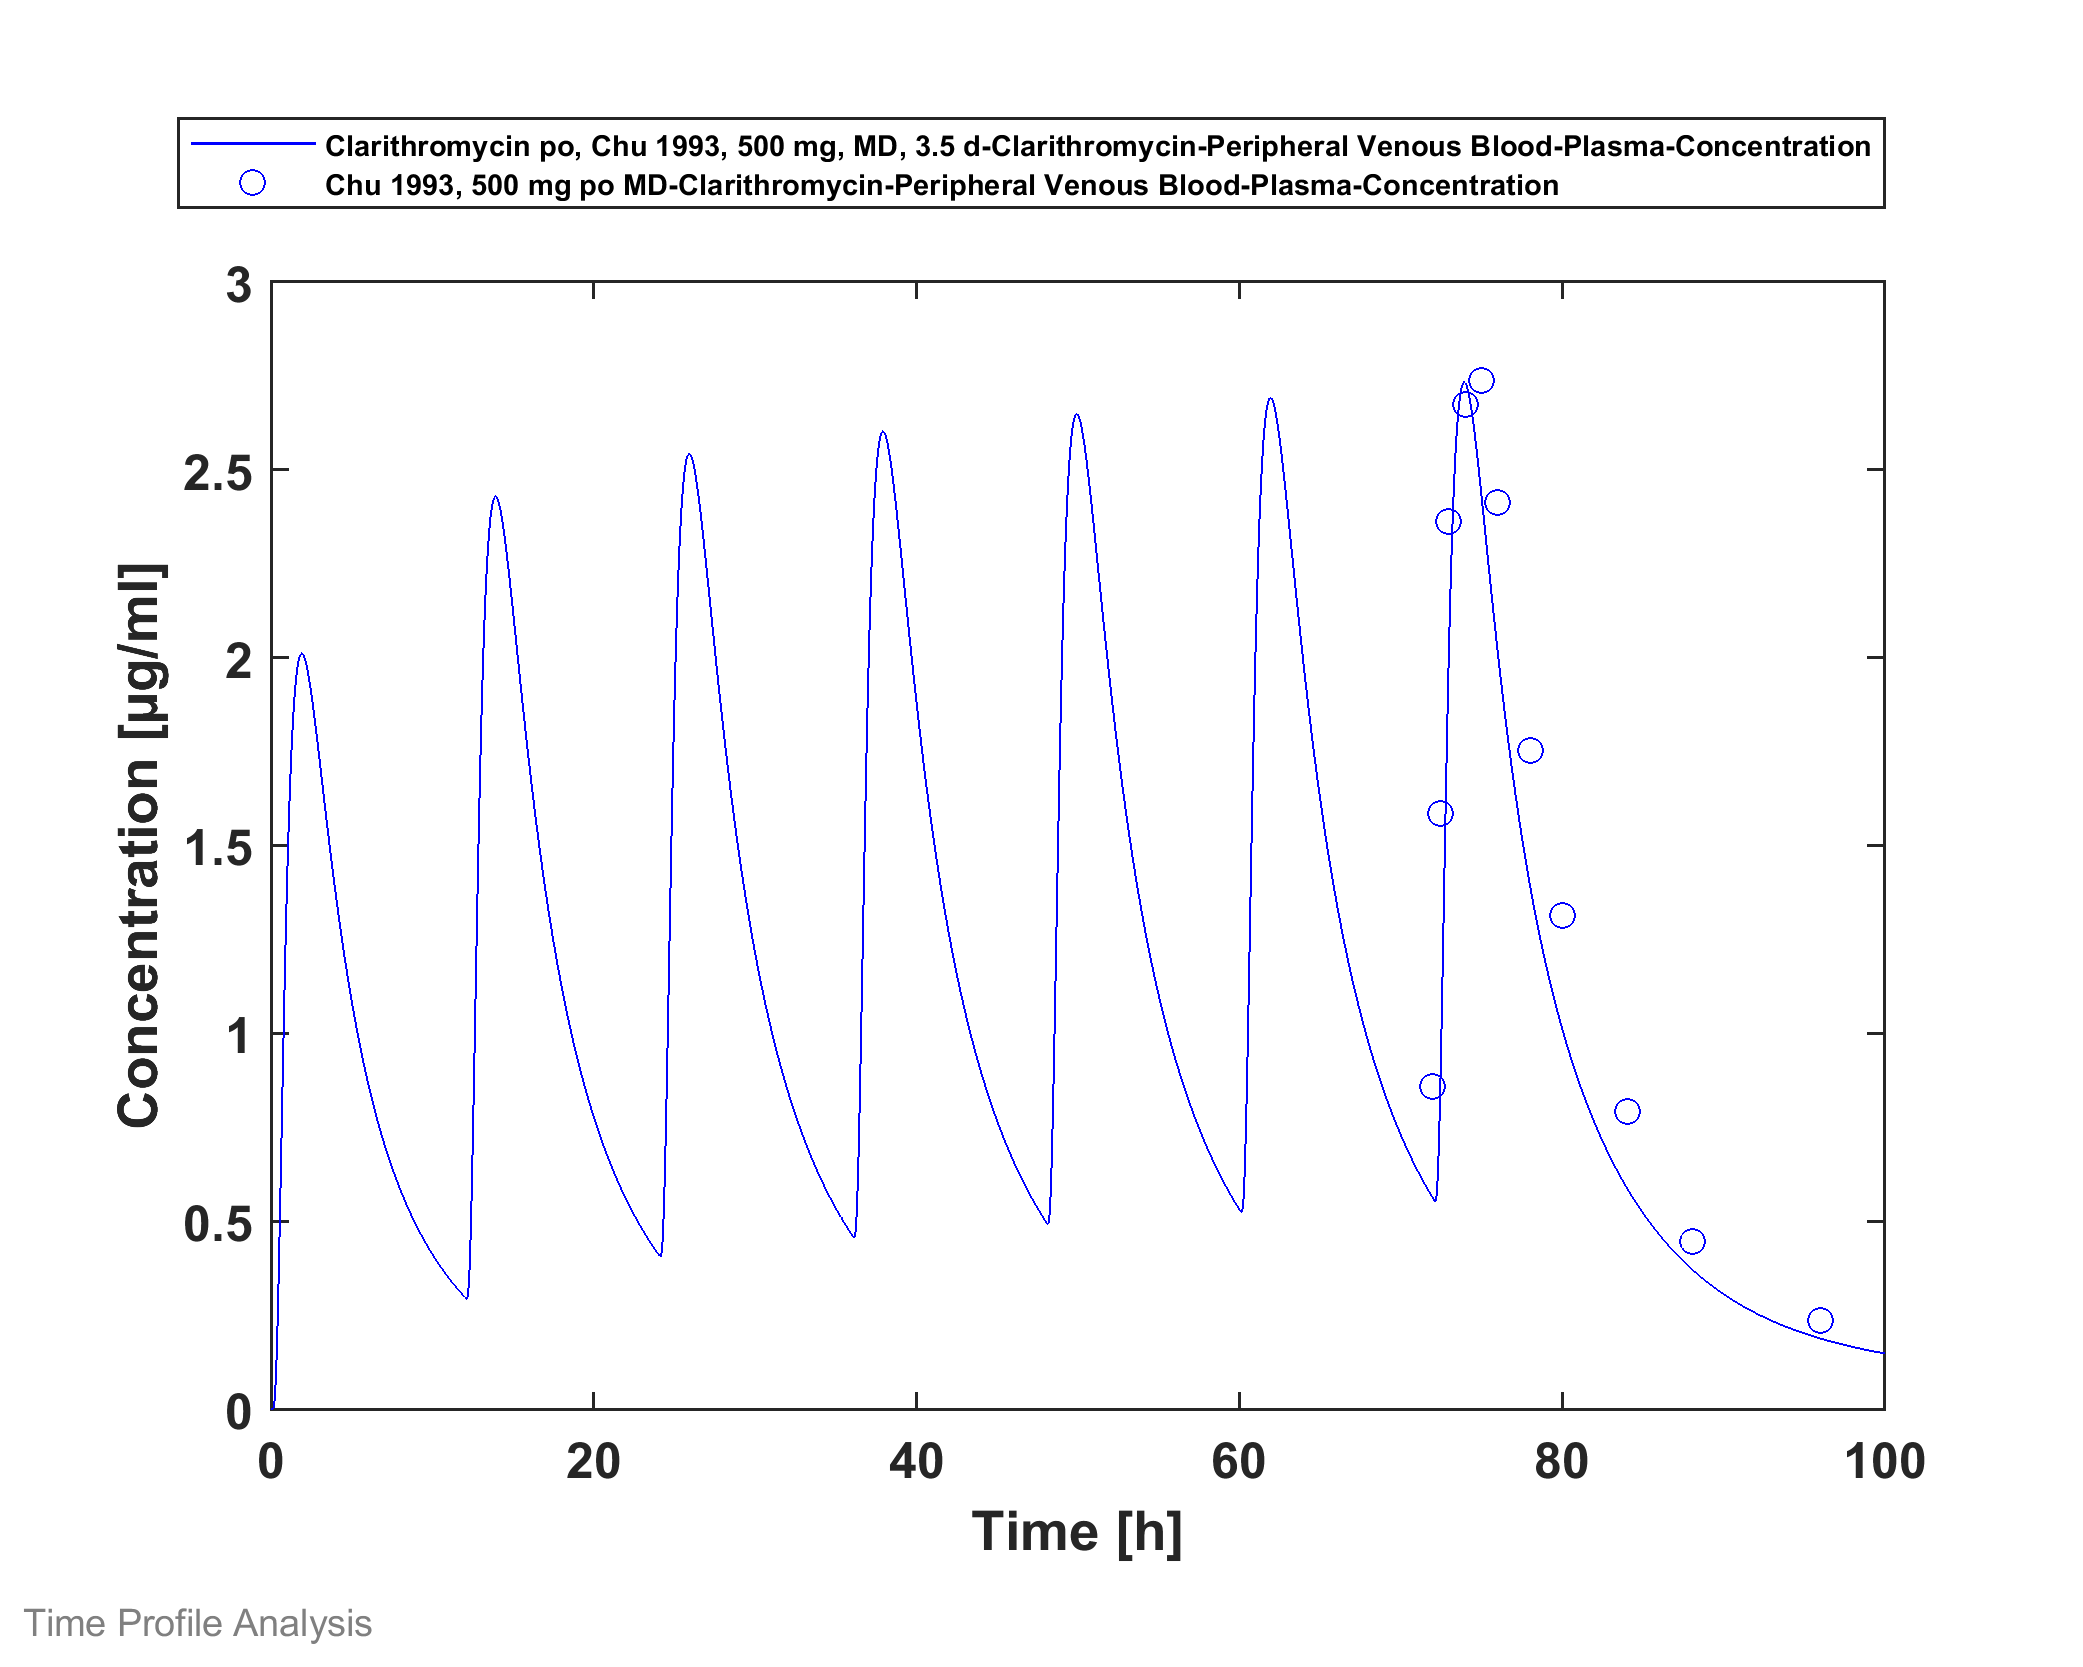 Clarithromycin po, Chu 1993, 500 mg, MD, 3.5 d-Clarithromycin-Peripheral Venous Blood-Plasma-Concentration
Chu 1993, 500 mg po MD-Clarithromycin-Peripheral Venous Blood-Plasma-Concentration
3
2.5
2
1.5
1
0.5
0
Concentration [µg/ml]
0 20 40 60 80 100
Time [h]
Time Profile Analysis